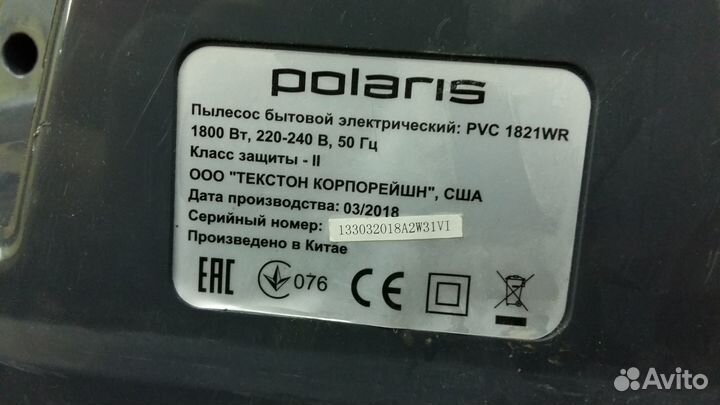 polaris
Пылесос бытовой электрический: PVC 1821WR
1800 Вт, 220-240 В, 50 Гц
Класс защиты - II
ООО "ТЕКСТОН КОРПОРЕЙШН", США
Дата производства: 03/2018
Серийный номер: 133032018A2W31VI
Произведено в Китае
EAC 076 CE
Avito